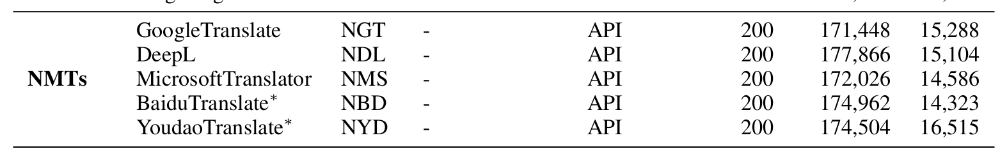 GoogleTranslate NGT - API 200 171,448 15,288
DeepL NDL - API 200 177,866 15,104
NMTs MicrosoftTranslator NMS - API 200 172,026 14,586
BaiduTranslate* NBD - API 200 174,962 14,323
YoudaoTranslate* NYD - API 200 174,504 16,515